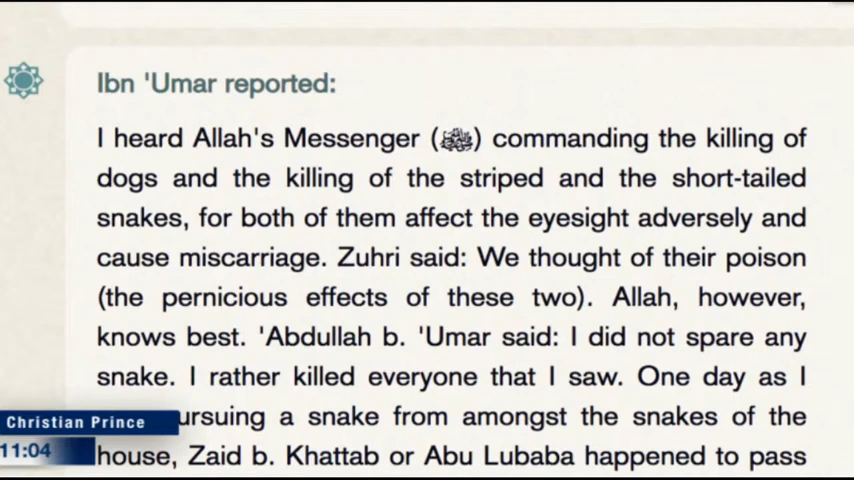 Ibn 'Umar reported:
I heard Allah's Messenger (ﷺ) commanding the killing of
dogs and the killing of the striped and the short-tailed
snakes, for both of them affect the eyesight adversely and
cause miscarriage. Zuhri said: We thought of their poison
(the pernicious effects of these two). Allah, however,
knows best. 'Abdullah b. 'Umar said: I did not spare any
snake. I rather killed everyone that I saw. One day as I
ursuing a snake from amongst the snakes of the
house, Zaid b. Khattab or Abu Lubaba happened to pass
Christian Prince
11:04